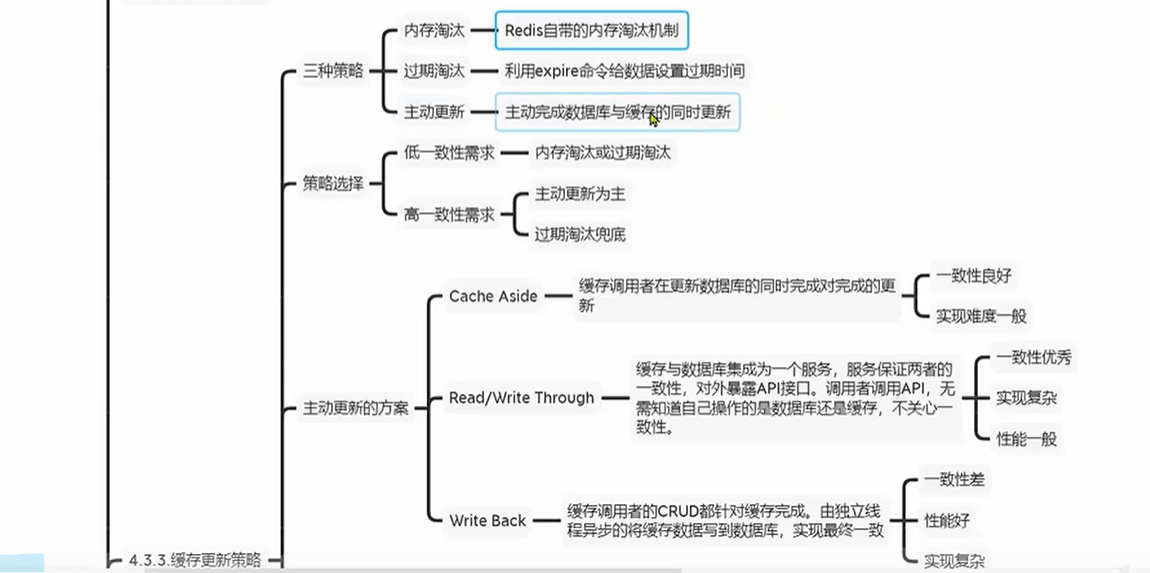 三种策略
内存淘汰
Redis自带的内存淘汰机制
过期淘汰
利用expire命令给数据设置过期时间
主动更新
主动完成数据库与缓存的同时更新
策略选择
低一致性需求
内存淘汰或过期淘汰
高一致性需求
主动更新为主
过期淘汰兜底
主动更新的方案
Cache Aside
缓存调用者在更新数据库的同时完成对完成的更
新
一致性良好
实现难度一般
Read/Write Through
缓存与数据库集成为一个服务，服务保证两者的
一致性，对外暴露API接口。调用者调用API，无
需知道自己操作的是数据库还是缓存，不关心一
致性。
一致性优秀
实现复杂
性能一般
Write Back
缓存调用者的CRUD都针对缓存完成。由独立线
程异步的将缓存数据写到数据库，实现最终一致
一致性差
性能好
实现复杂
4.3.3.缓存更新策略